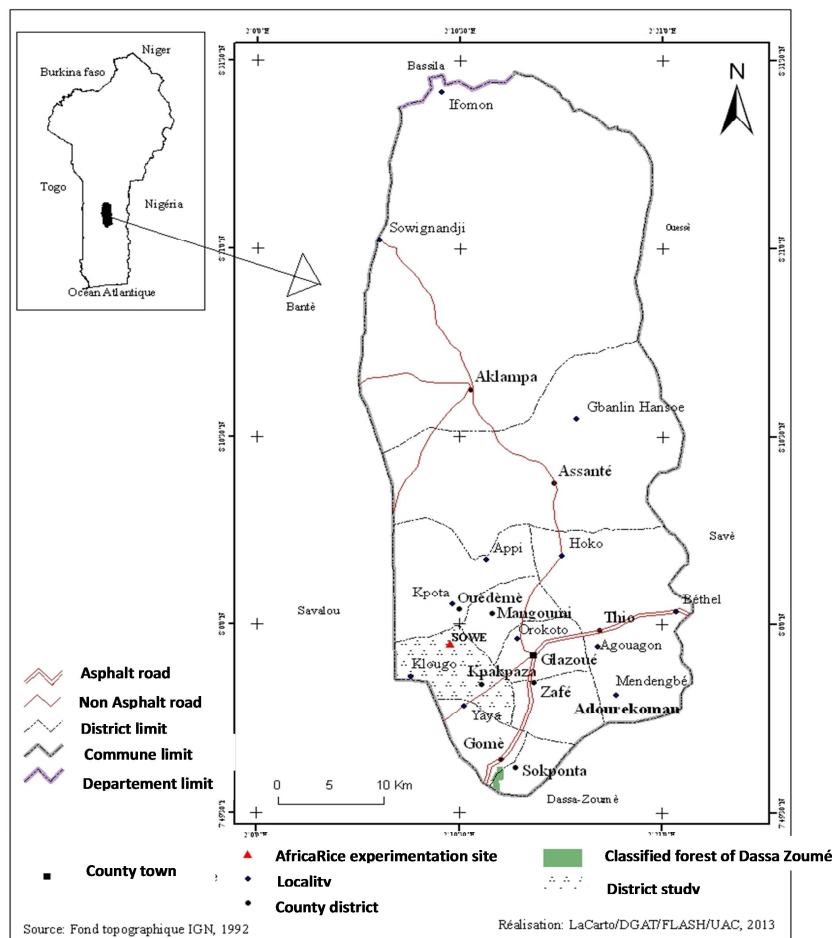 Niger
Burkina faso
Togo
Nigéria
Océan Atlantique
Bassila
Ifomon
N
Ouessè
Sowignandji
Bantè
Aklampa
Gbanlin Hansoe
Assanté
Appi
Hoko
Savè
Kpota
Ouédèmè
Mangoumi
Béthel
Thio
Savalou
SOWE
Orokoto
Agouagon
Glazoué
Klougo
Kpakpaza
Zafé
Mendengbé
Yaya
Adourekoman
Gomè
Sokponta
Dassa-Zoumè
Asphalt road
Non Asphalt road
District limit
Commune limit
Departement limit
0 5 10 Km
County town
AfricaRice experimentation site
Locality
County district
Classified forest of Dassa Zoumé
District study
Source: Fond topographique IGN, 1992
Réalisation: LaCarto/DGAT/FLASH/UAC, 2013